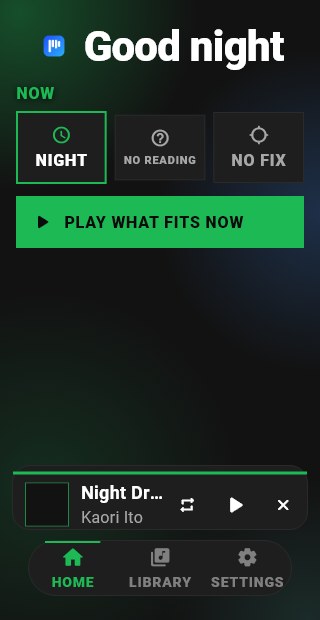 Good night
NOW
NIGHT
NO READING
NO FIX
PLAY WHAT FITS NOW
Night Dr...
Kaori Ito
HOME
LIBRARY
SETTINGS